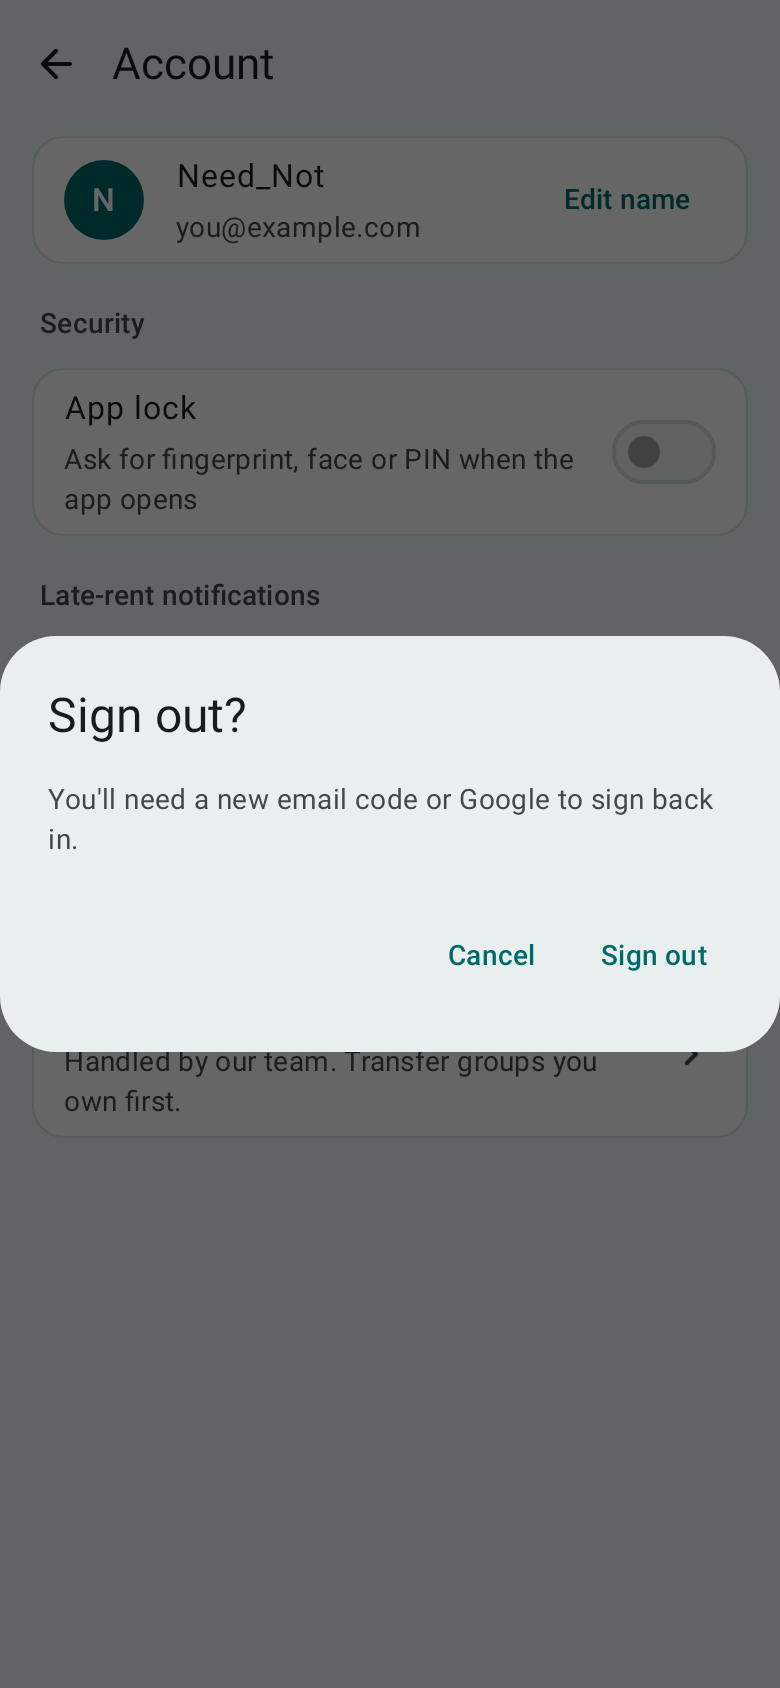 Account
N
Need_Not
you@example.com
Edit name
Security
App lock
Ask for fingerprint, face or PIN when the
app opens
Late-rent notifications
Sign out?
You'll need a new email code or Google to sign back
in.
Cancel
Sign out
Handled by our team. Transfer groups you
own first.